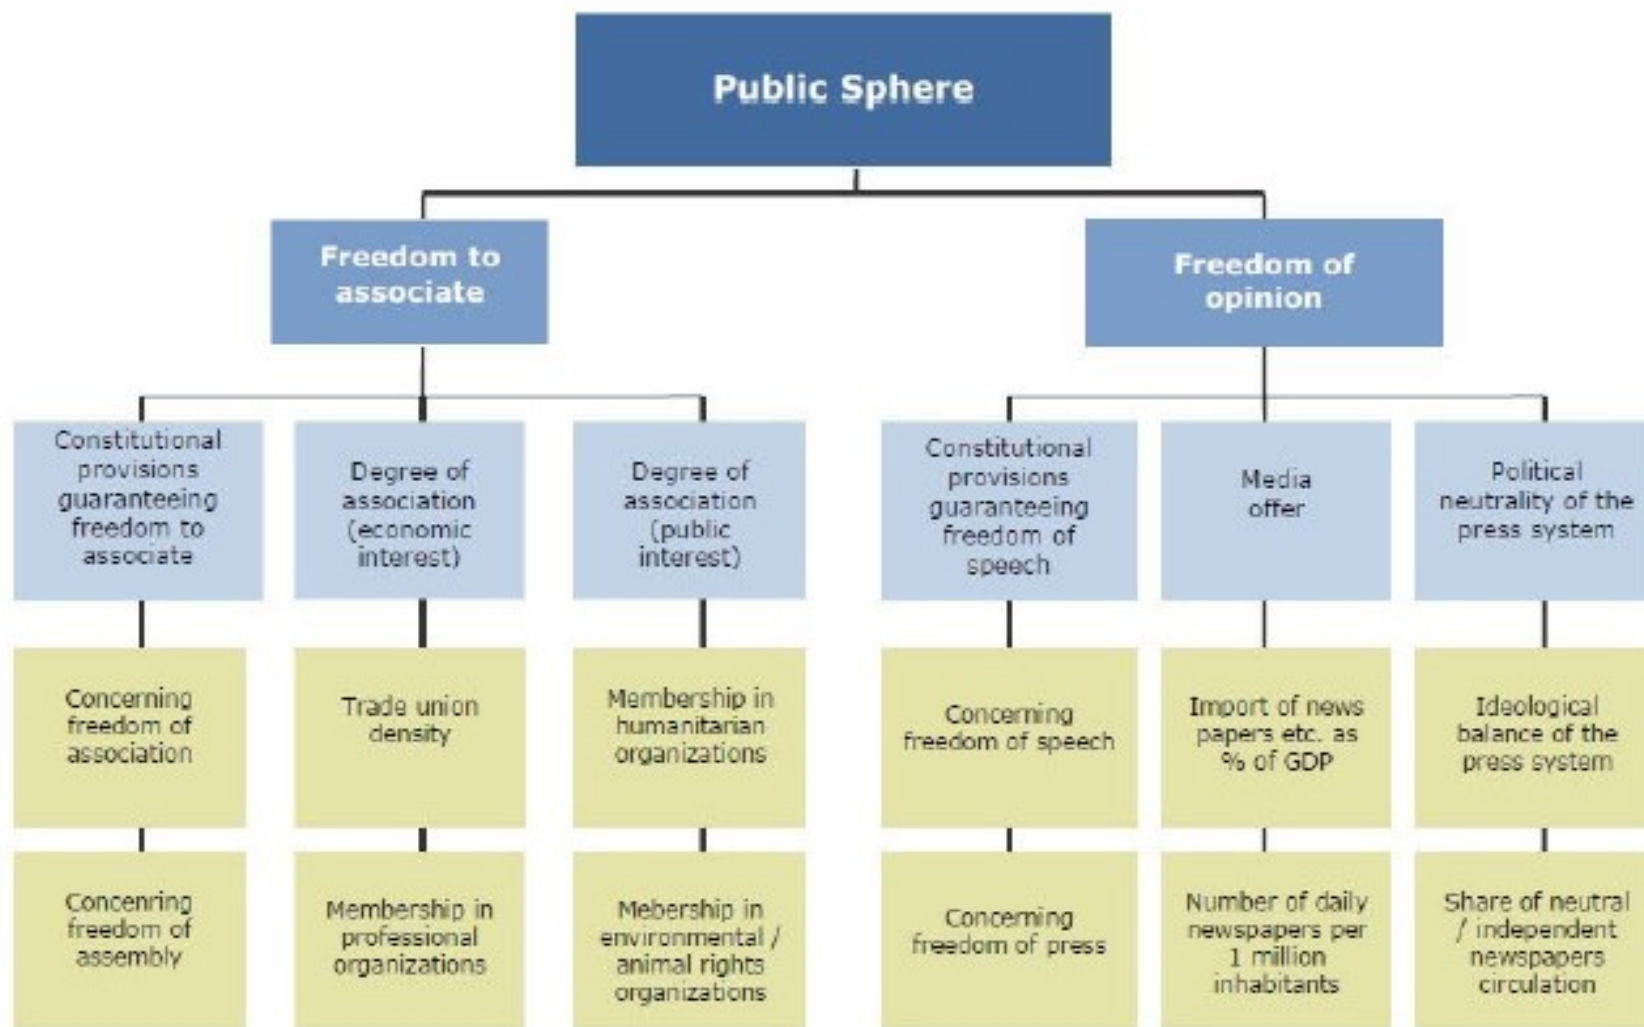 Public Sphere
Freedom to
associate
Freedom of
opinion
Constitutional
provisions
guaranteeing
freedom to
associate
Degree of
association
(economic
interest)
Degree of
association
(public
interest)
Constitutional
provisions
guaranteeing
freedom of
speech
Media
offer
Political
neutrality of the
press system
Concerning
freedom of
association
Trade union
density
Membership in
humanitarian
organizations
Concerning
freedom of speech
Import of news
papers etc. as
% of GDP
Ideological
balance of the
press system
Concenring
freedom of
assembly
Membership in
professional
organizations
Mebership in
environmental /
animal rights
organizations
Concerning
freedom of press
Number of daily
newspapers per
1 million
inhabitants
Share of neutral
/ independent
newspapers
circulation